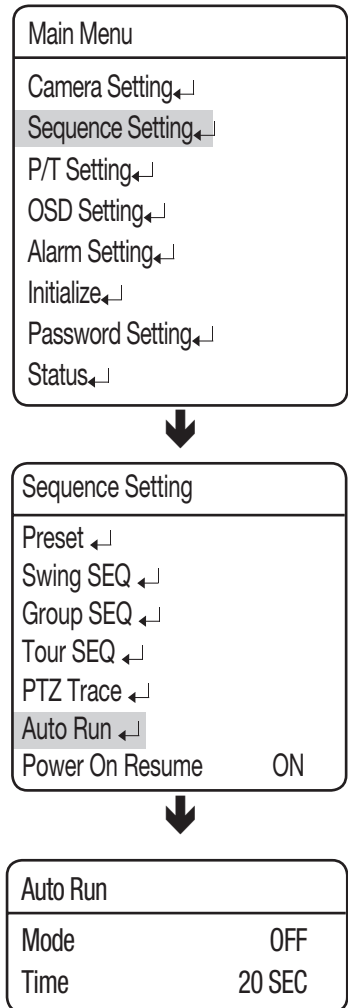 Main Menu
Camera Setting↵
Sequence Setting↵
P/T Setting↵
OSD Setting↵
Alarm Setting↵
Initialize↵
Password Setting↵
Status↵
Sequence Setting
Preset ↵
Swing SEQ ↵
Group SEQ ↵
Tour SEQ ↵
PTZ Trace ↵
Auto Run ↵
Power On Resume ON
Auto Run
Mode OFF
Time 20 SEC